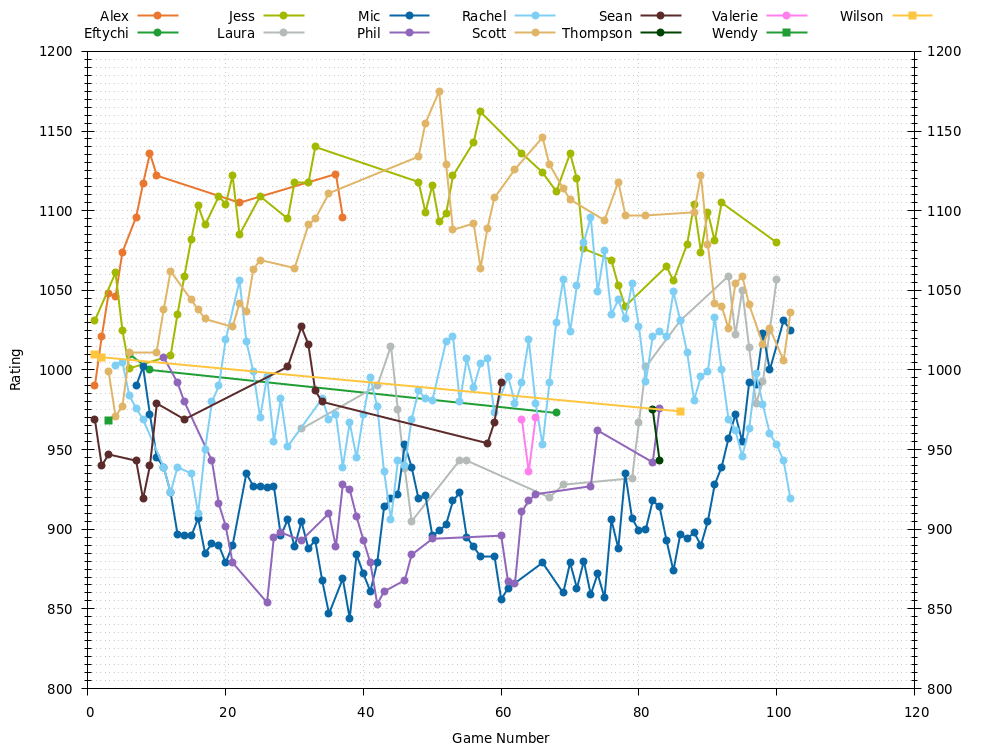 Alex Jess Mic Rachel Sean Valerie Wilson
Eftychi Laura Phil Scott Thompson Wendy
1200 1200
1150 1150
1100 1100
1050 1050
1000 1000
Rating
950 950
900 900
850 850
800 800
0 20 40 60 80 100 120
Game Number